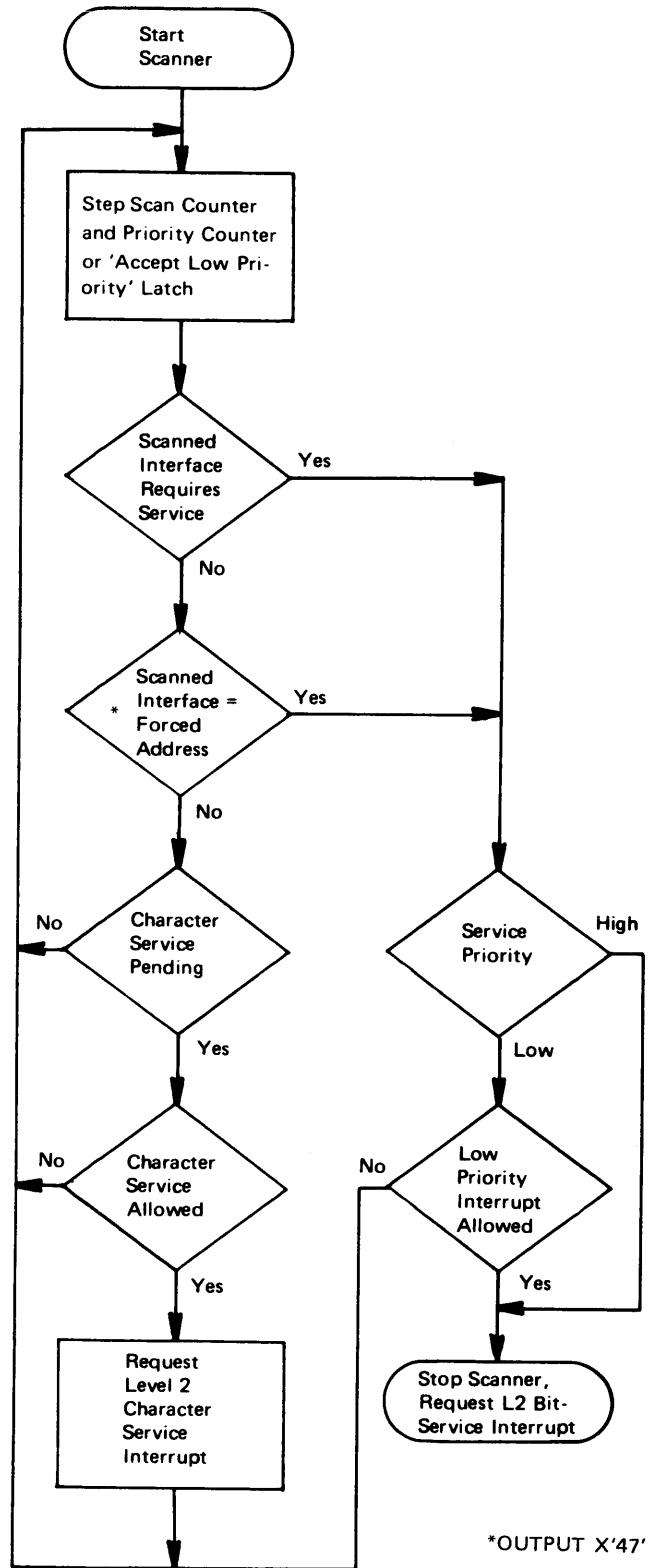 Start
Scanner
Step Scan Counter
and Priority Counter
or 'Accept Low Pri-
ority' Latch
Scanned
Interface
Requires
Service
Yes
No
Scanned
Interface =
* Forced
Address
Yes
No
Character
Service
Pending
No
Yes
Service
Priority
High
Low
Character
Service
Allowed
No
Yes
Low
Priority
Interrupt
Allowed
No
Yes
Request
Level 2
Character
Service
Interrupt
Stop Scanner,
Request L2 Bit-
Service Interrupt
*OUTPUT X'47'